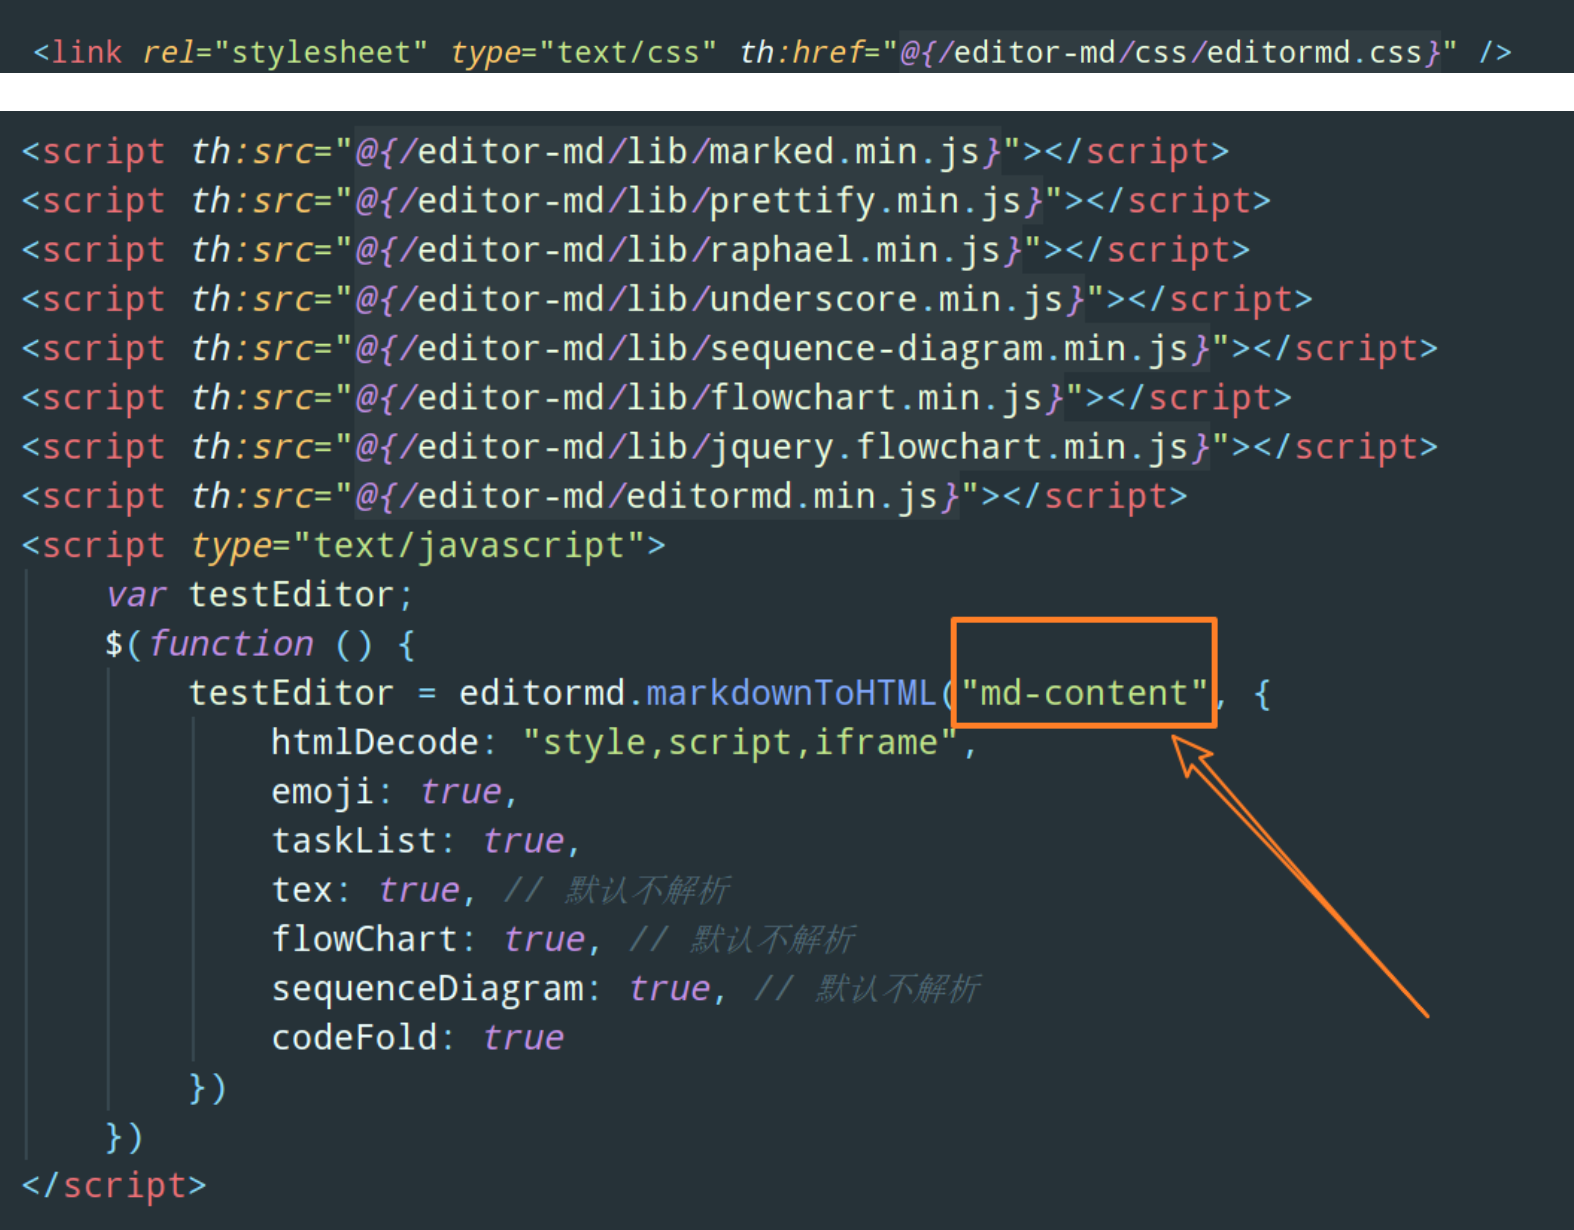 <link rel="stylesheet" type="text/css" th:href="@{/editor-md/css/editormd.css}" />
<script th:src="@{/editor-md/lib/marked.min.js}"></script>
<script th:src="@{/editor-md/lib/prettify.min.js}"></script>
<script th:src="@{/editor-md/lib/raphael.min.js}"></script>
<script th:src="@{/editor-md/lib/underscore.min.js}"></script>
<script th:src="@{/editor-md/lib/sequence-diagram.min.js}"></script>
<script th:src="@{/editor-md/lib/flowchart.min.js}"></script>
<script th:src="@{/editor-md/lib/jquery.flowchart.min.js}"></script>
<script th:src="@{/editor-md/editormd.min.js}"></script>
<script type="text/javascript">
    var testEditor;
    $(function () {
        testEditor = editormd.markdownToHTML("md-content", {
            htmlDecode: "style,script,iframe",
            emoji: true,
            taskList: true,
            tex: true, // 默认不解析
            flowChart: true, // 默认不解析
            sequenceDiagram: true, // 默认不解析
            codeFold: true
        })
    })
</script>